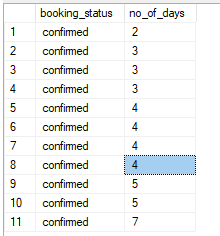 booking_status no_of_days
1 confirmed 2
2 confirmed 3
3 confirmed 3
4 confirmed 3
5 confirmed 4
6 confirmed 4
7 confirmed 4
8 confirmed 4
9 confirmed 5
10 confirmed 5
11 confirmed 7